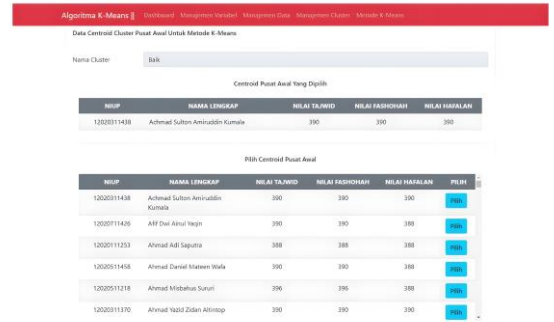 Algoritma K-Means || Dashboard Manajemen Variabel Manajemen Data Manajemen Cluster Metode K-Means
Data Centroid Cluster Pusat Awal Untuk Metode K-Means
Nama Cluster Baik
Centroid Pusat Awal Yang Dipilih
NIUP NAMA LENGKAP NILAI TAJWID NILAI FASHOHAH NILAI HAFALAN
12020311438 Achmad Sulton Amiruddin Kumala 390 390 390
Pilih Centroid Pusat Awal
NIUP NAMA LENGKAP NILAI TAJWID NILAI FASHOHAH NILAI HAFALAN PILIH
12020311438 Achmad Sulton Amiruddin Kumala 390 390 390 Pilih
12020711426 Afif Dwi Ainul Yaqin 390 390 388 Pilih
12020111253 Ahmad Adi Saputra 388 388 388 Pilih
12020511458 Ahmad Daniel Mateen Wafa 390 390 388 Pilih
12020511218 Ahmad Misbahus Sururi 396 396 388 Pilih
12020311370 Ahmad Yazid Zidan Altintop 390 390 390 Pilih